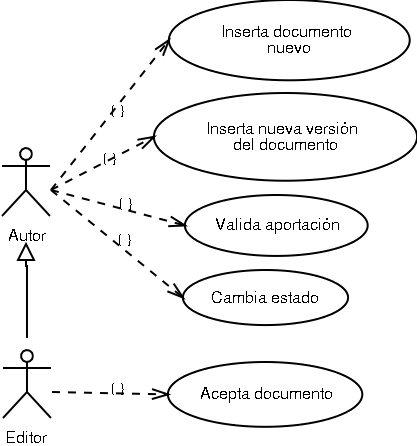 Inserta documento
nuevo
{ }
Inserta nueva versión
del documento
{ }
Autor
{ }
Valida aportación
{ }
Cambia estado
{ }
Acepta documento
Editor